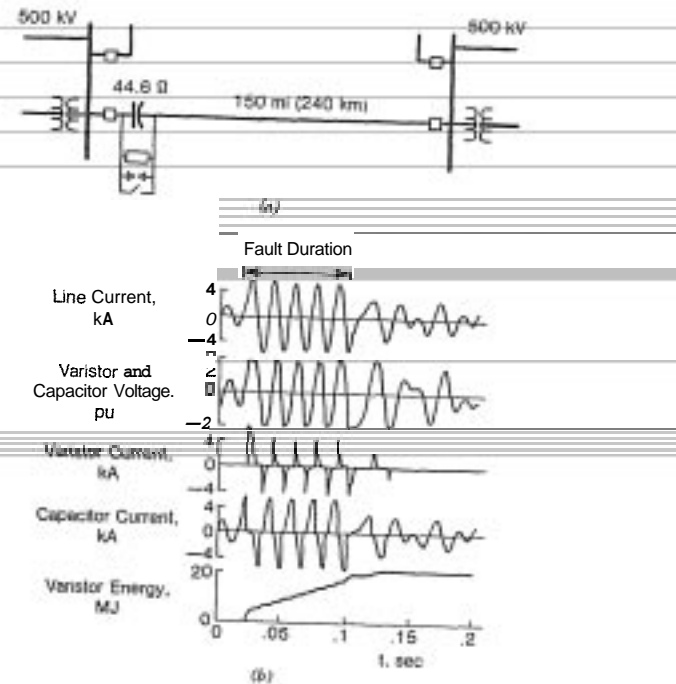 500 kV
500 kV
44.6 Ω
150 mi (240 km)
(a)
Fault Duration
Line Current,
kA
4
0
−4
Varistor and
Capacitor Voltage.
pu
2
0
−2
Varistor Current,
kA
4
0
−4
Capacitor Current,
kA
4
0
−4
Varistor Energy,
MJ
20
0
0 .05 .1 .15 .2
t, sec
(b)